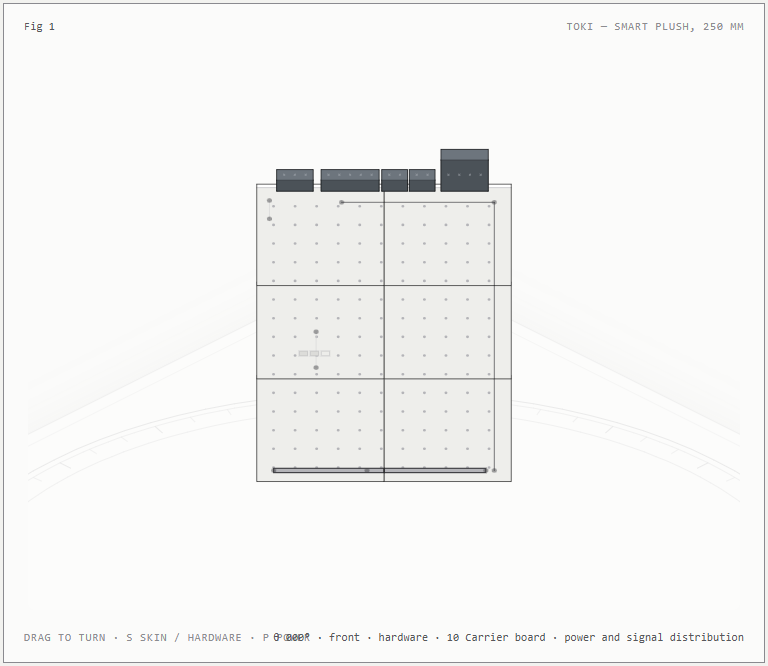 Fig 1
TOKI — SMART PLUSH, 250 MM
DRAG TO TURN · S SKIN / HARDWARE · P
· front · hardware · 10 Carrier board · power and signal distribution